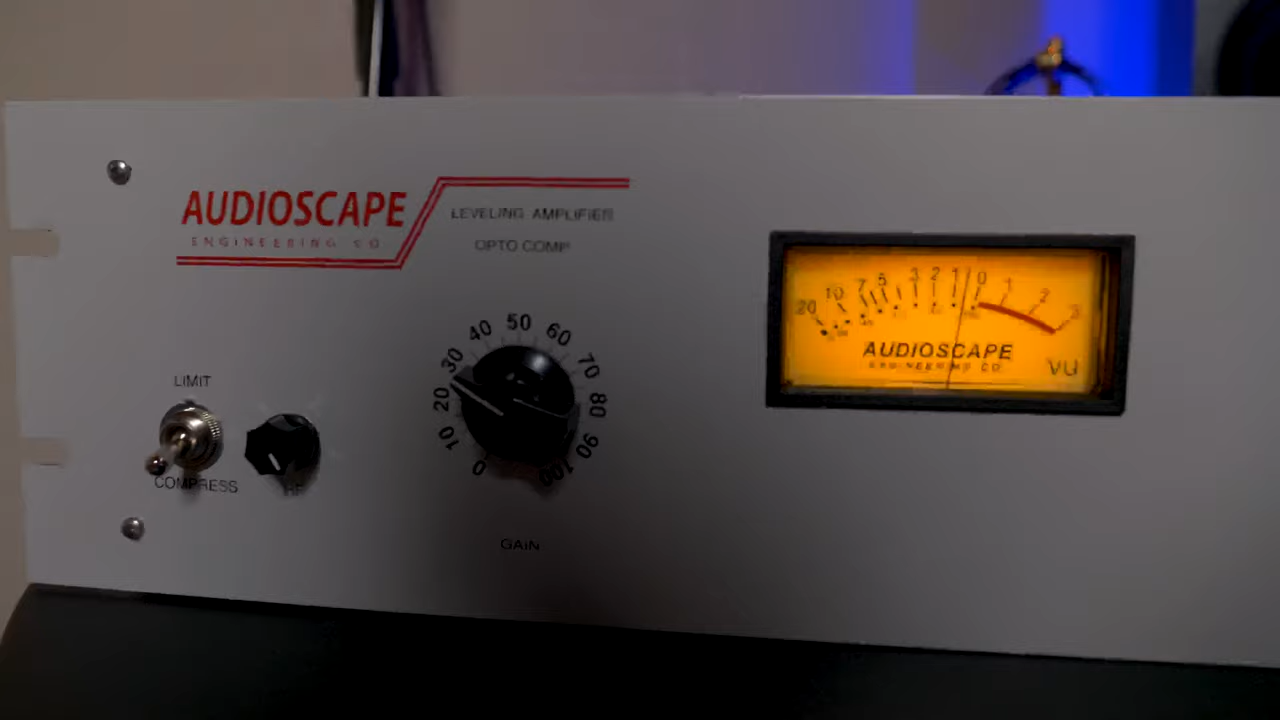 AUDIOSCAPE
ENGINEERING CO
LEVELING AMPLIFIER
OPTO COMP
LIMIT
COMPRESS
HF
0 10 20 30 40 50 60 70 80 90 100
GAIN
20 10 7 5 3 2 1 0 1 2 3
AUDIOSCAPE
ENGINEERING CO
VU